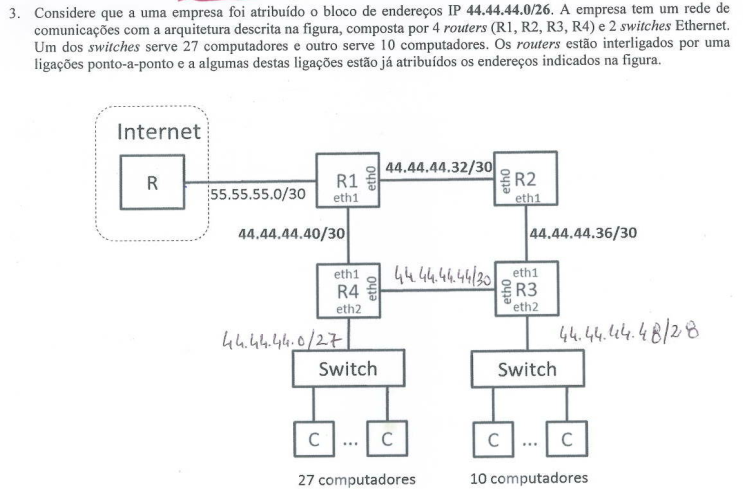 3. Considere que a uma empresa foi atribuído o bloco de endereços IP 44.44.44.0/26. A empresa tem um rede de
comunicações com a arquitetura descrita na figura, composta por 4 routers (R1, R2, R3, R4) e 2 switches Ethernet.
Um dos switches serve 27 computadores e outro serve 10 computadores. Os routers estão interligados por uma
ligações ponto-a-ponto e a algumas destas ligações estão já atribuídos os endereços indicados na figura.
Internet
R
55.55.55.0/30
R1
eth0
eth1
44.44.44.32/30
eth0
R2
eth1
44.44.44.40/30
44.44.44.36/30
eth1
R4
eth0
eth2
44.44.44.44/30
eth1
eth0
R3
eth2
44.44.44.0/27
44.44.44.48/28
Switch
Switch
C ... C
C ... C
27 computadores
10 computadores